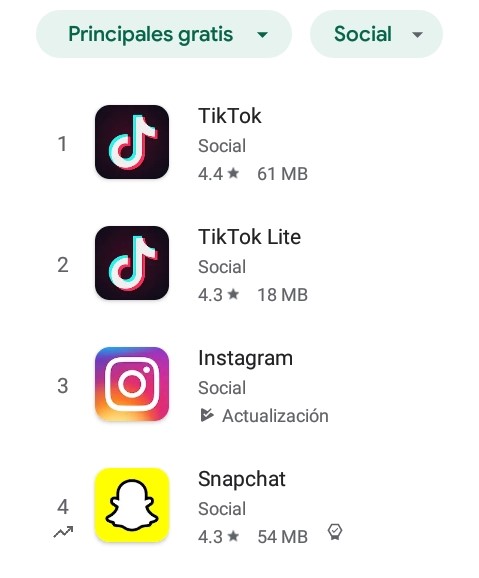 Principales gratis Social
1 TikTok
Social
4.4 ★ 61 MB
2 TikTok Lite
Social
4.3 ★ 18 MB
3 Instagram
Social
Actualización
4 Snapchat
Social
4.3 ★ 54 MB